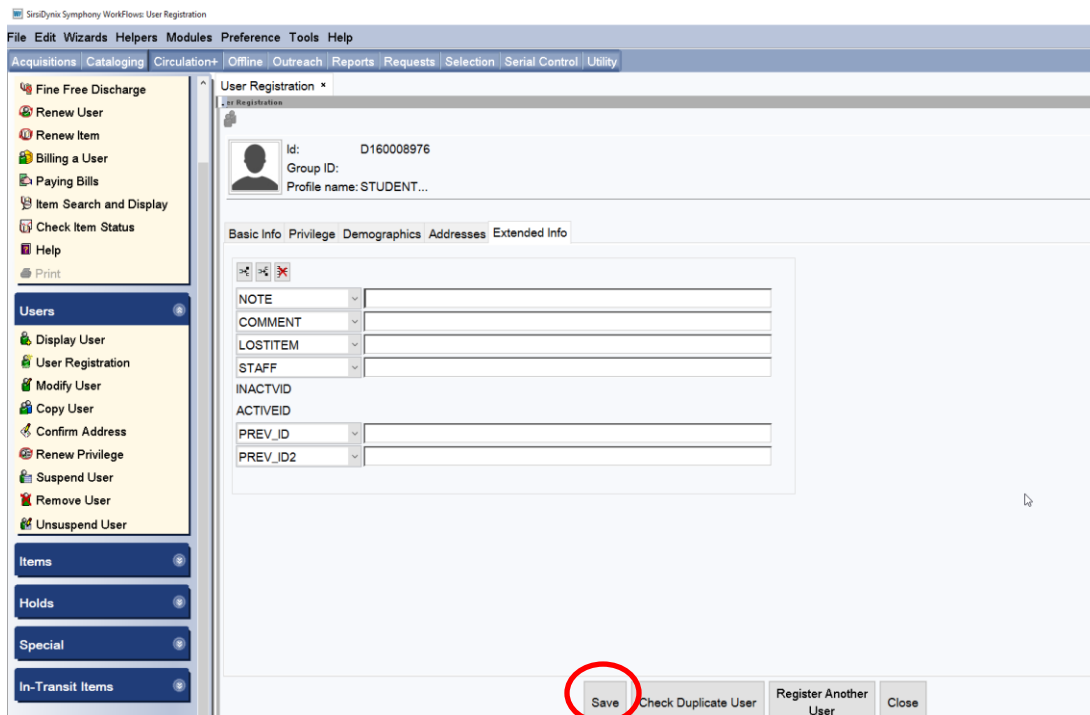 SirsiDynix Symphony WorkFlows: User Registration
File Edit Wizards Helpers Modules Preference Tools Help
Acquisitions Cataloging Circulation+ Offline Outreach Reports Requests Selection Serial Control Utility
Fine Free Discharge
Renew User
Renew Item
Billing a User
Paying Bills
Item Search and Display
Check Item Status
Help
Print
Users
Display User
User Registration
Modify User
Copy User
Confirm Address
Renew Privilege
Suspend User
Remove User
Unsuspend User
Items
Holds
Special
In-Transit Items
User Registration ×
er Registration
Id: D160008976
Group ID:
Profile name: STUDENT...
Basic Info Privilege Demographics Addresses Extended Info
NOTE
COMMENT
LOSTITEM
STAFF
INACTVID
ACTIVEID
PREV_ID
PREV_ID2
Save Check Duplicate User Register Another User Close